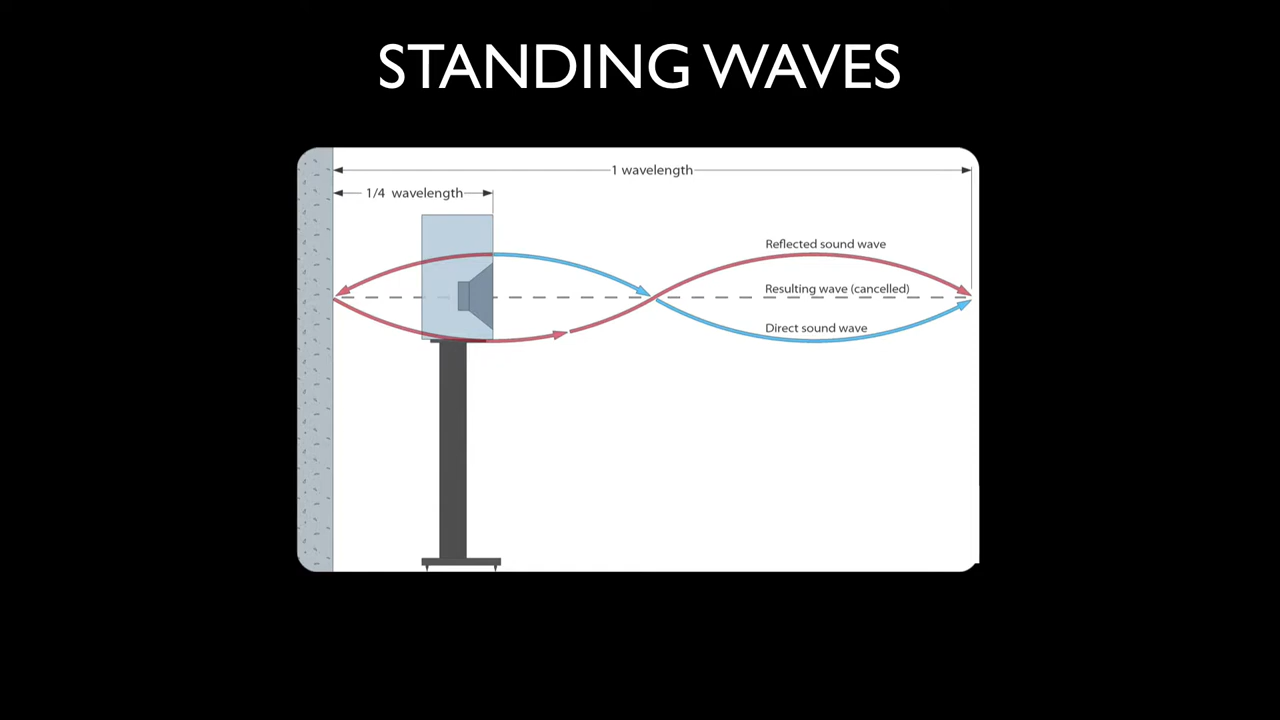 STANDING WAVES
1 wavelength
1/4 wavelength
Reflected sound wave
Resulting wave (cancelled)
Direct sound wave